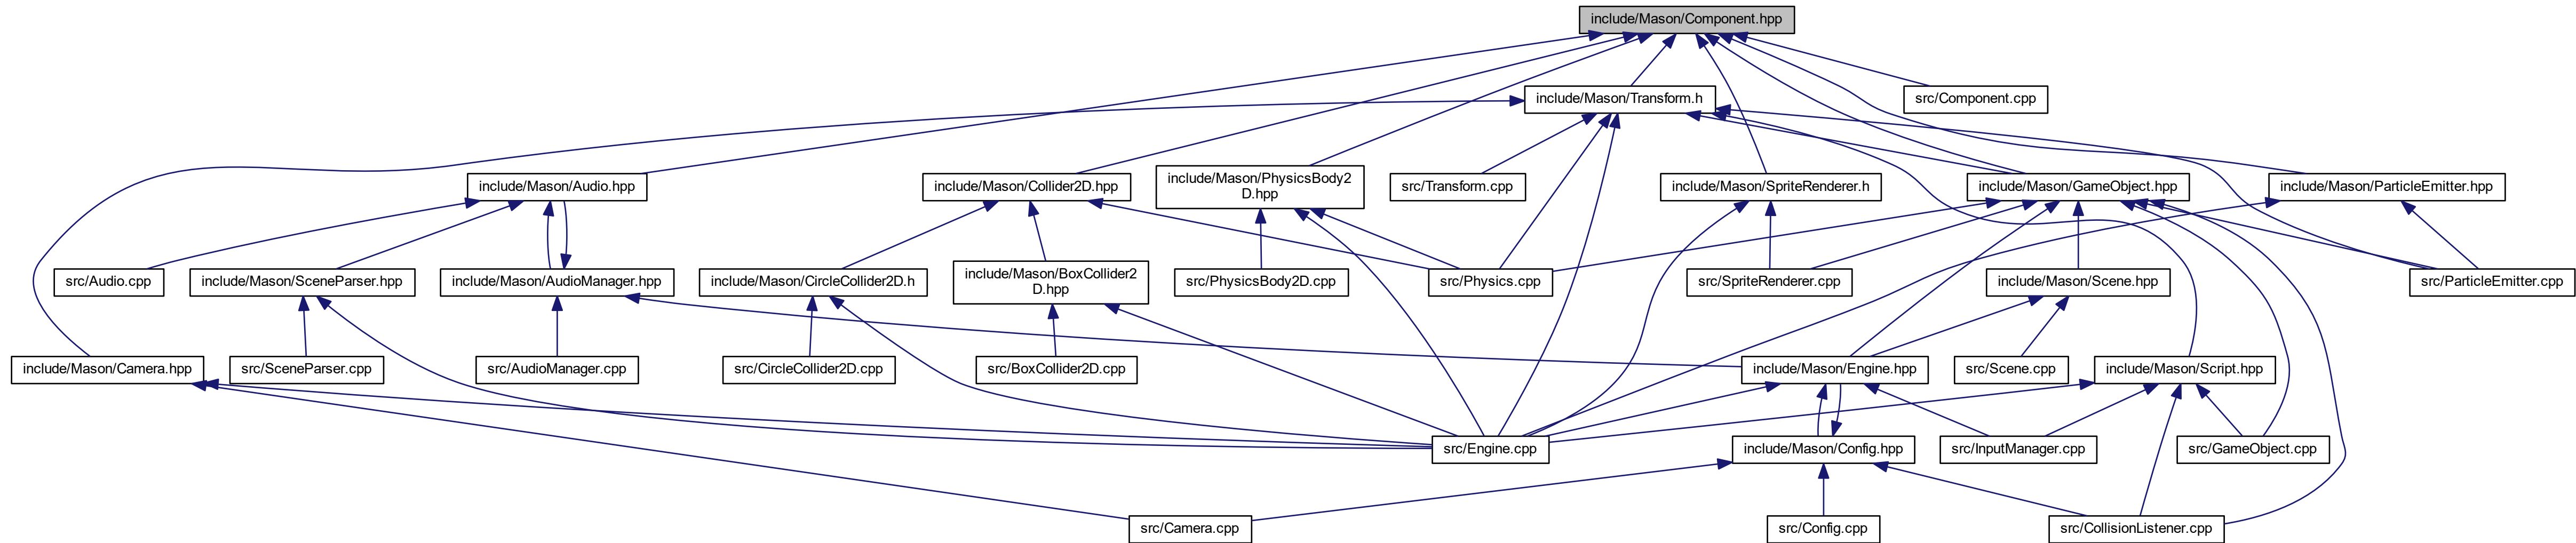 include/Mason/Component.hpp
include/Mason/Transform.h
src/Component.cpp
include/Mason/Audio.hpp
include/Mason/Collider2D.hpp
include/Mason/PhysicsBody2
D.hpp
src/Transform.cpp
include/Mason/SpriteRenderer.h
include/Mason/GameObject.hpp
include/Mason/ParticleEmitter.hpp
src/Audio.cpp
include/Mason/SceneParser.hpp
include/Mason/AudioManager.hpp
include/Mason/CircleCollider2D.h
include/Mason/BoxCollider2
D.hpp
src/PhysicsBody2D.cpp
src/Physics.cpp
src/SpriteRenderer.cpp
include/Mason/Scene.hpp
src/ParticleEmitter.cpp
include/Mason/Camera.hpp
src/SceneParser.cpp
src/AudioManager.cpp
src/CircleCollider2D.cpp
src/BoxCollider2D.cpp
include/Mason/Engine.hpp
src/Scene.cpp
include/Mason/Script.hpp
src/Engine.cpp
include/Mason/Config.hpp
src/InputManager.cpp
src/GameObject.cpp
src/Camera.cpp
src/Config.cpp
src/CollisionListener.cpp